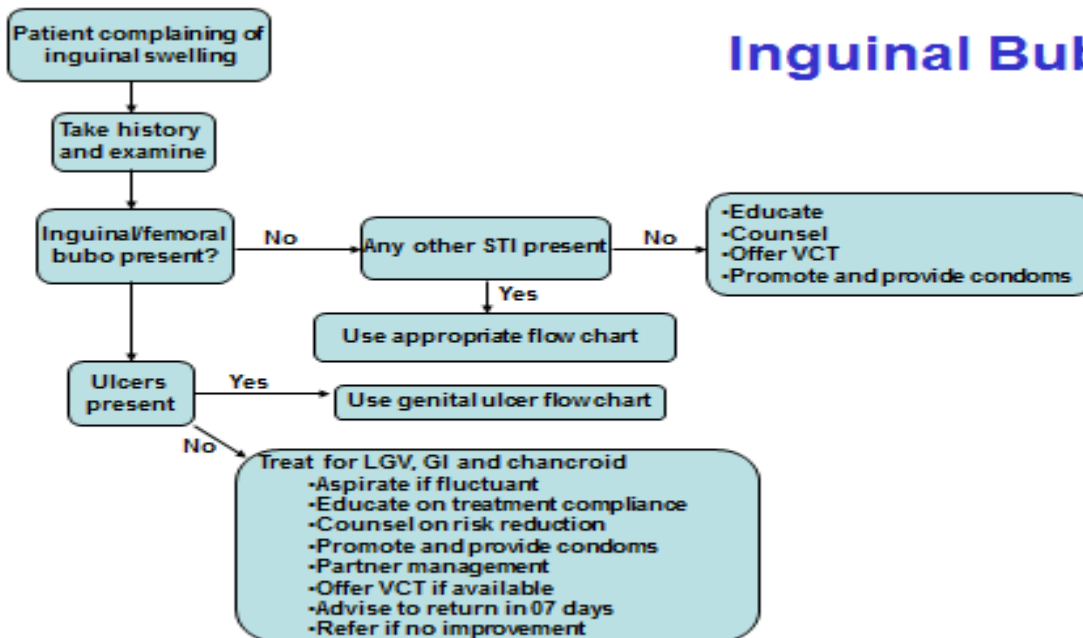 Inguinal Bub
Patient complaining of
inguinal swelling
Take history
and examine
Inguinal/femoral
bubo present?
No
Any other STI present
No
•Educate
•Counsel
•Offer VCT
•Promote and provide condoms
Yes
Use appropriate flow chart
Ulcers
present
Yes
Use genital ulcer flow chart
No
Treat for LGV, GI and chancroid
•Aspirate if fluctuant
•Educate on treatment compliance
•Counsel on risk reduction
•Promote and provide condoms
•Partner management
•Offer VCT if available
•Advise to return in 07 days
•Refer if no improvement